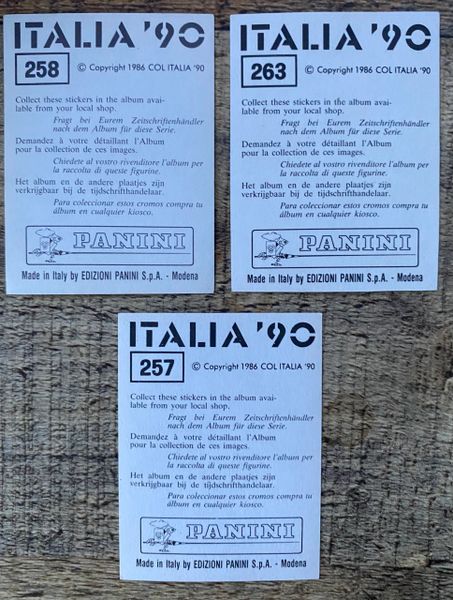 ITALIA '90
258
© Copyright 1986 COL ITALIA '90
Collect these stickers in the album avai-
lable from your local shop.
Fragt bei Eurem Zeitschriftenhändler
nach dem Album für diese Serie.
Demandez à votre détaillant l'Album
pour la collection de ces images.
Chiedete al vostro rivenditore l'album per
la raccolta di queste figurine.
Het album en de andere plaatjes zijn
verkrijgbaar bij de tijdschrifthandelaar.
Para coleccionar estos cromos compra tu
álbum en cualquier kiosco.
PANINI
Made in Italy by EDIZIONI PANINI S.p.A. - Modena
ITALIA '90
263
© Copyright 1986 COL ITALIA '90
Collect these stickers in the album avai-
lable from your local shop.
Fragt bei Eurem Zeitschriftenhändler
nach dem Album für diese Serie.
Demandez à votre détaillant l'Album
pour la collection de ces images.
Chiedete al vostro rivenditore l'album per
la raccolta di queste figurine.
Het album en de andere plaatjes zijn
verkrijgbaar bij de tijdschrifthandelaar.
Para coleccionar estos cromos compra tu
álbum en cualquier kiosco.
PANINI
Made in Italy by EDIZIONI PANINI S.p.A. - Modena
ITALIA '90
257
© Copyright 1986 COL ITALIA '90
Collect these stickers in the album avai-
lable from your local shop.
Fragt bei Eurem Zeitschriftenhändler
nach dem Album für diese Serie.
Demandez à votre détaillant l'Album
pour la collection de ces images.
Chiedete al vostro rivenditore l'album per
la raccolta di queste figurine.
Het album en de andere plaatjes zijn
verkrijgbaar bij de tijdschrifthandelaar.
Para coleccionar estos cromos compra tu
álbum en cualquier kiosco.
PANINI
Made in Italy by EDIZIONI PANINI S.p.A. - Modena